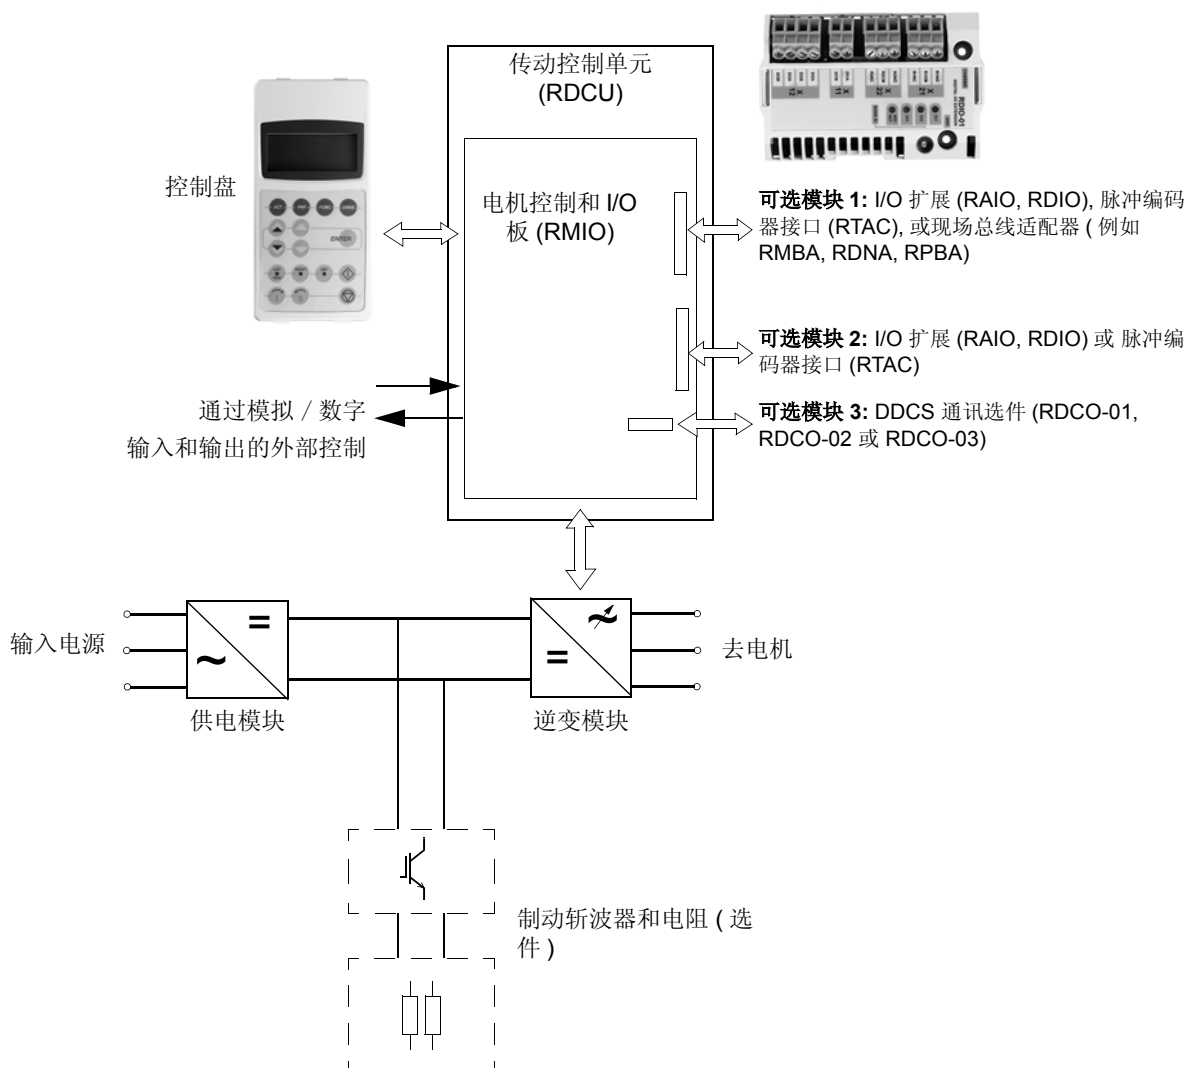 传动控制单元
(RDCU)
控制盘
ENTER
电机控制和 I/O
板 (RMIO)
RDIO-01
可选模块 1: I/O 扩展 (RAIO, RDIO), 脉冲编码
器接口 (RTAC), 或现场总线适配器 ( 例如
RMBA, RDNA, RPBA)
可选模块 2: I/O 扩展 (RAIO, RDIO) 或 脉冲编
码器接口 (RTAC)
可选模块 3: DDCS 通讯选件 (RDCO-01,
RDCO-02 或 RDCO-03)
通过模拟 / 数字
输入和输出的外部控制
输入电源
供电模块
逆变模块
去电机
制动斩波器和电阻 ( 选
件 )